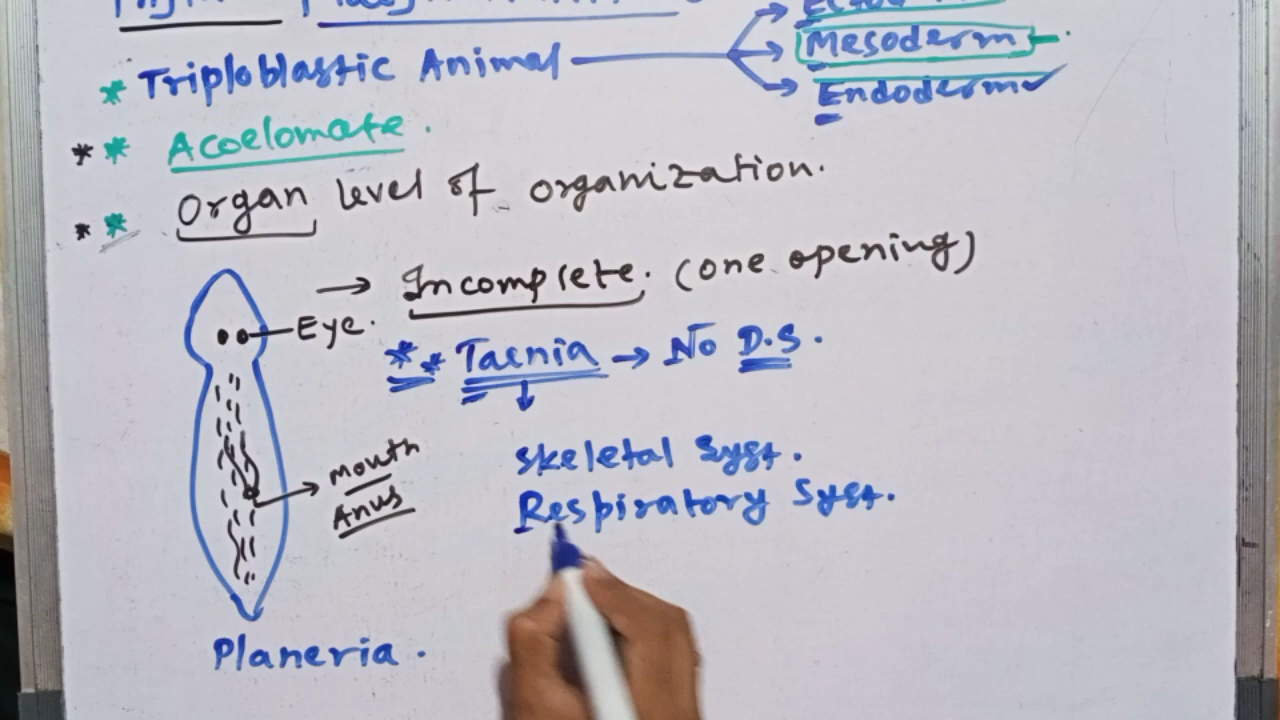 * Triploblastic Animal
Mesoderm
Endoderm
** Acoelomate.
** Organ level of organization.
→ Incomplete. (one opening)
Eye.
** Taenia → No D.S.
mouth
Anus
Skeletal Syst.
Respiratory Syst.
Planeria.